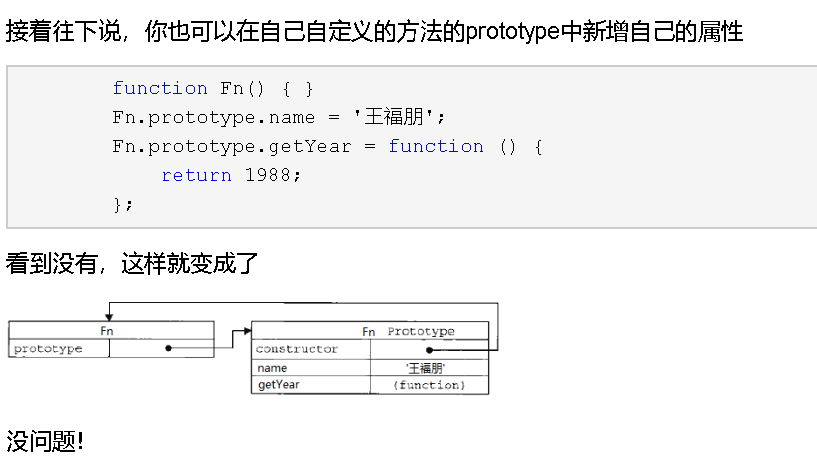 接着往下说，你也可以在自己自定义的方法的prototype中新增自己的属性
function Fn() { }
Fn.prototype.name = '王福朋';
Fn.prototype.getYear = function () {
return 1988;
};
看到没有，这样就变成了
Fn
prototype
Fn Prototype
constructor
name '王福朋'
getYear (function)
没问题！